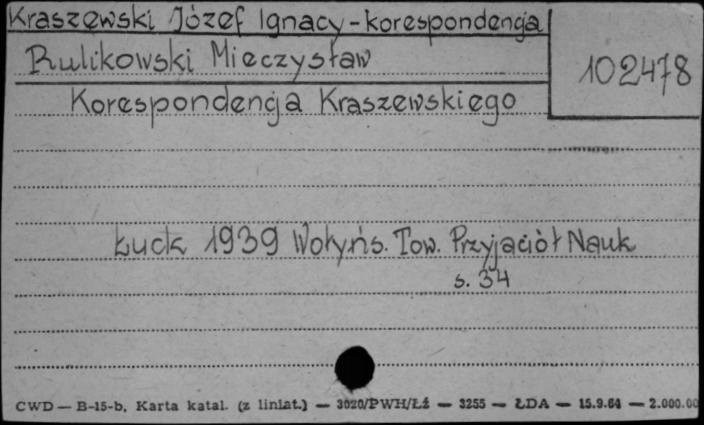 Kraszewski Józef Ignacy - korespondencja
Rulikowski Mieczysław
102478
Korespondencja Kraszewskiego
Łuck 1939 Wołyńs. Tow. Przyjaciół Nauk
s. 34
CWD — B-15-b, Karta katal. (z liniat.) — 3020/PWH/Łź — 3255 — ŁDA — 15.9.64 — 2.000.00